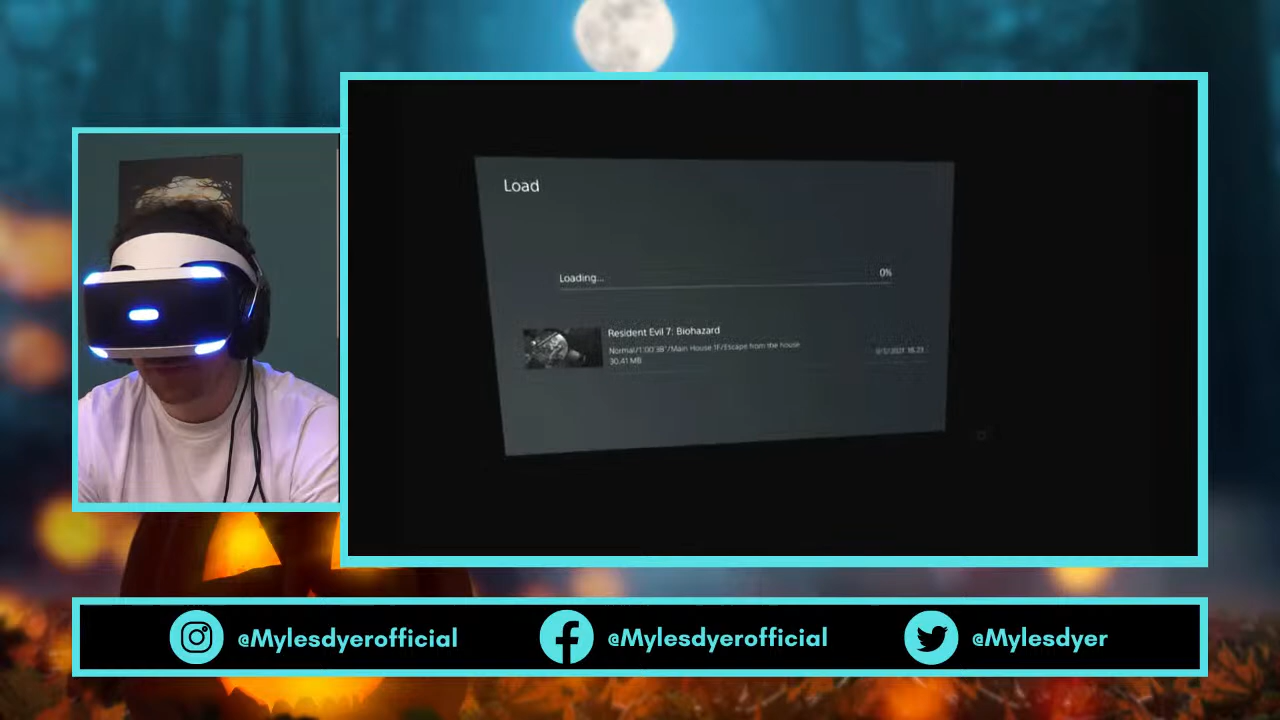 Load
Loading...
0%
Resident Evil 7: Biohazard
Normal/1:00'38"/Main House 1F/Escape from the house
30.41 MB
@Mylesdyerofficial
@Mylesdyerofficial
@Mylesdyer